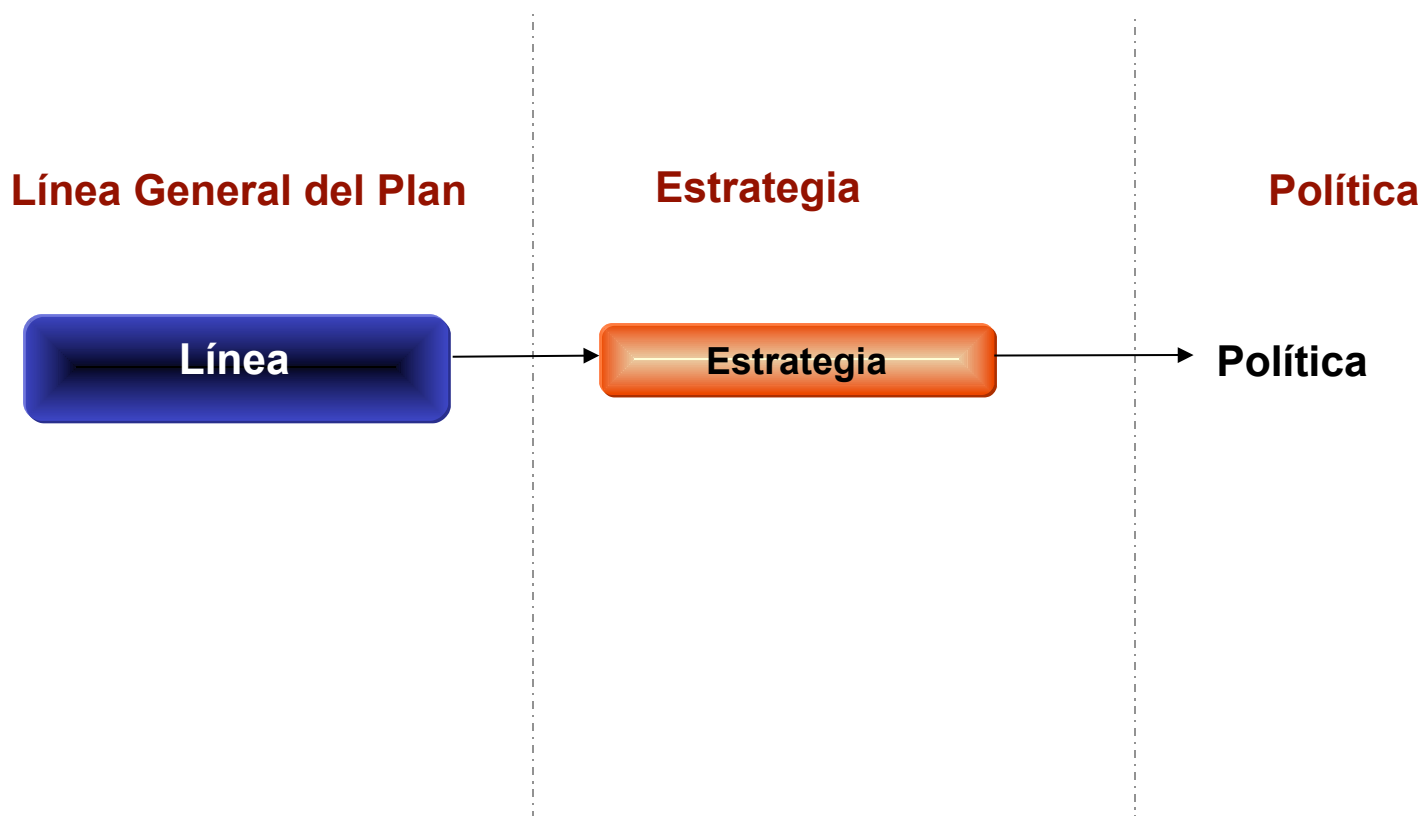 Línea General del Plan
Estrategia
Política
Línea
Estrategia
Política